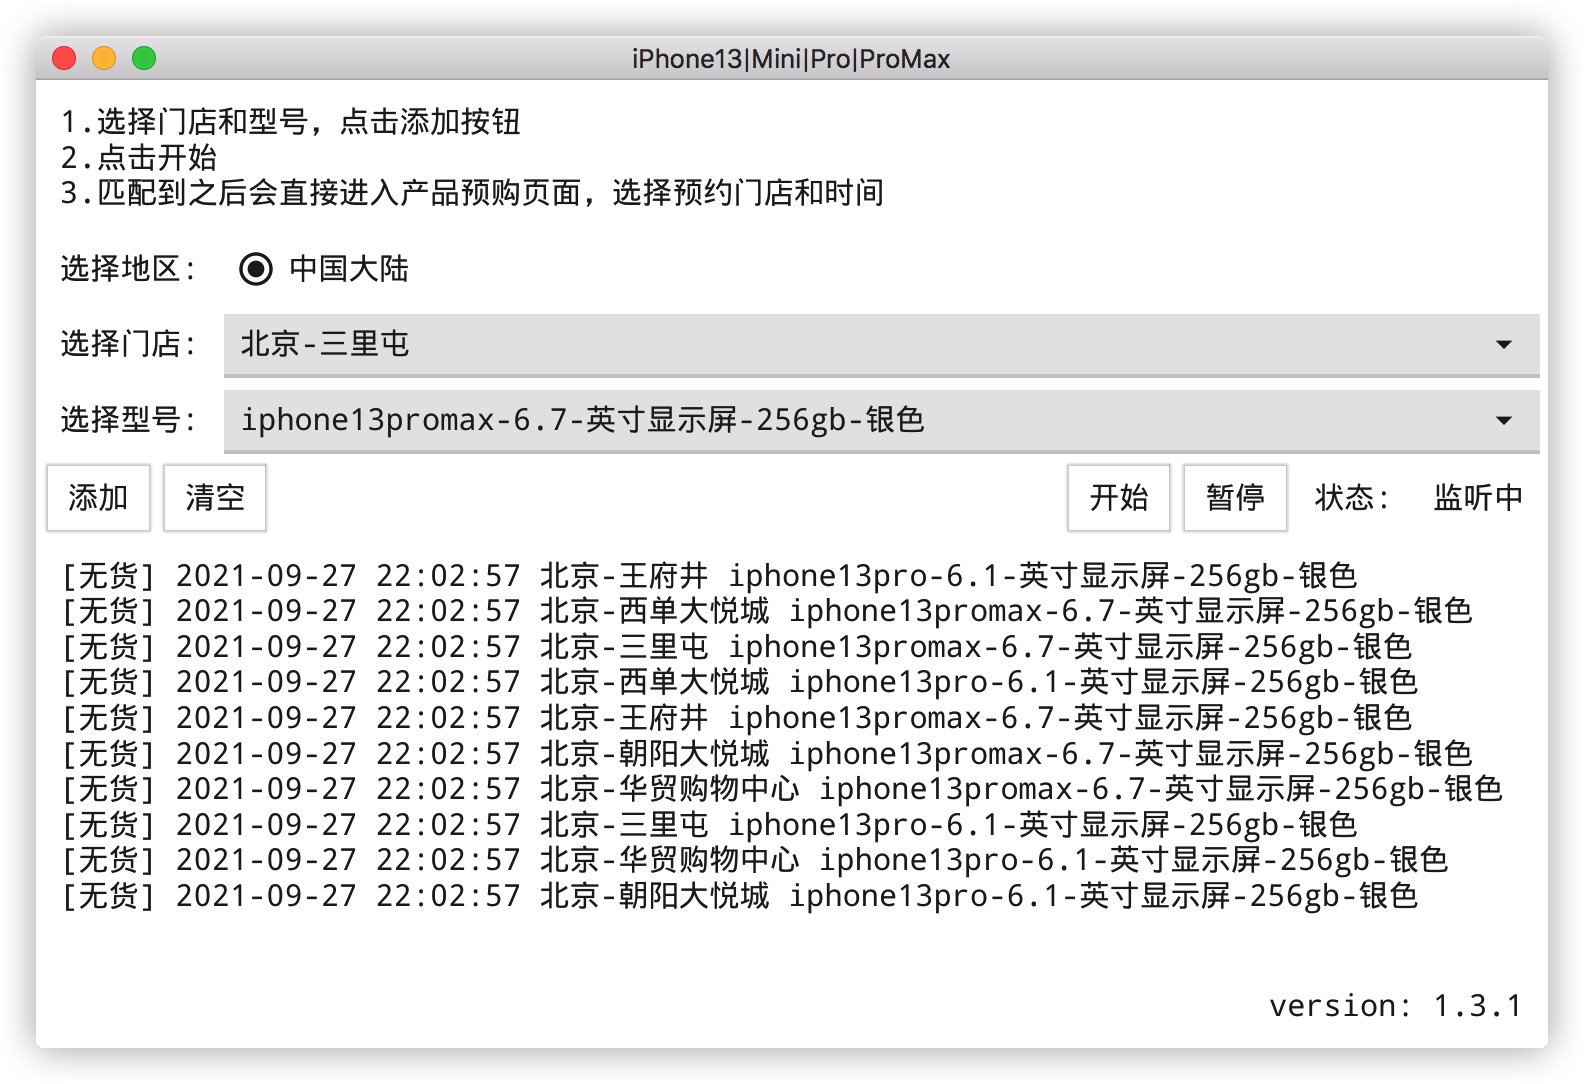 iPhone13|Mini|Pro|ProMax
1.选择门店和型号，点击添加按钮
2.点击开始
3.匹配到之后会直接进入产品预购页面，选择预约门店和时间
选择地区： 中国大陆
选择门店： 北京-三里屯
选择型号： iphone13promax-6.7-英寸显示屏-256gb-银色
添加 清空 开始 暂停 状态： 监听中
[无货] 2021-09-27 22:02:57 北京-王府井 iphone13pro-6.1-英寸显示屏-256gb-银色
[无货] 2021-09-27 22:02:57 北京-西单大悦城 iphone13promax-6.7-英寸显示屏-256gb-银色
[无货] 2021-09-27 22:02:57 北京-三里屯 iphone13promax-6.7-英寸显示屏-256gb-银色
[无货] 2021-09-27 22:02:57 北京-西单大悦城 iphone13pro-6.1-英寸显示屏-256gb-银色
[无货] 2021-09-27 22:02:57 北京-王府井 iphone13promax-6.7-英寸显示屏-256gb-银色
[无货] 2021-09-27 22:02:57 北京-朝阳大悦城 iphone13promax-6.7-英寸显示屏-256gb-银色
[无货] 2021-09-27 22:02:57 北京-华贸购物中心 iphone13promax-6.7-英寸显示屏-256gb-银色
[无货] 2021-09-27 22:02:57 北京-三里屯 iphone13pro-6.1-英寸显示屏-256gb-银色
[无货] 2021-09-27 22:02:57 北京-华贸购物中心 iphone13pro-6.1-英寸显示屏-256gb-银色
[无货] 2021-09-27 22:02:57 北京-朝阳大悦城 iphone13pro-6.1-英寸显示屏-256gb-银色
version: 1.3.1